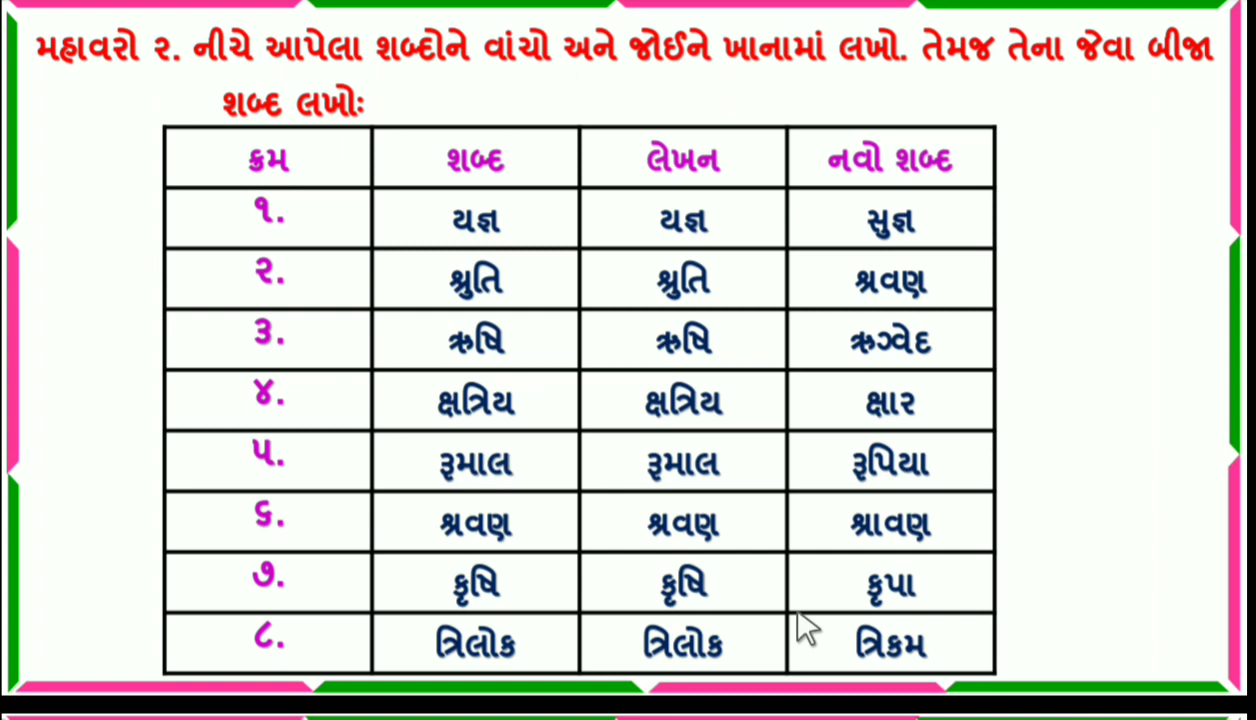 મહાવરો ૨. નીચે આપેલા શબ્દોને વાંચો અને જોઈને ખાનામાં લખો. તેમજ તેના જેવા બીજા
શબ્દ લખોઃ
ક્રમ શબ્દ લેખન નવો શબ્દ
૧. યજ્ઞ યજ્ઞ સુજ્ઞ
૨. શ્રુતિ શ્રુતિ શ્રવણ
૩. ઋષિ ઋષિ ઋગ્વેદ
૪. ક્ષત્રિય ક્ષત્રિય ક્ષાર
૫. રૂમાલ રૂમાલ રૂપિયા
૬. શ્રવણ શ્રવણ શ્રાવણ
૭. કૃષિ કૃષિ કૃપા
૮. ત્રિલોક ત્રિલોક ત્રિકમ